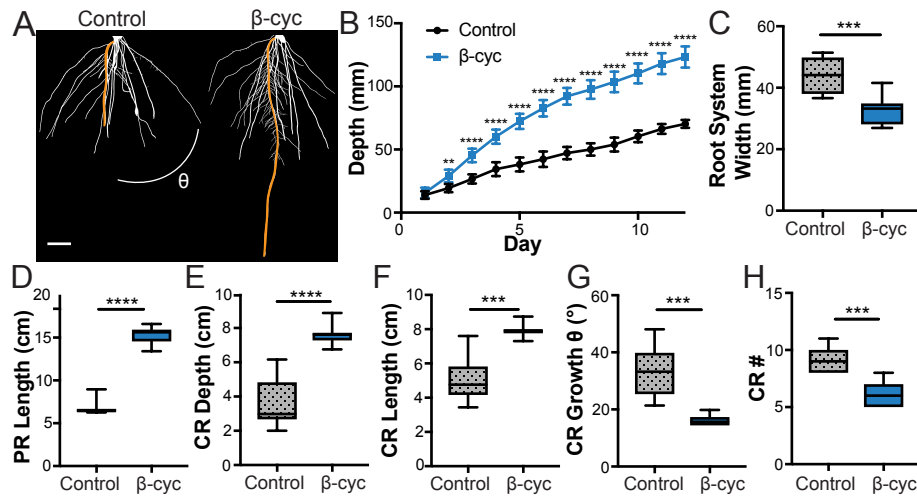 A
Control
β-cyc
θ
B
Control
β-cyc
Depth (mm)
150
100
50
0
** **** **** **** **** **** **** **** **** **** ****
0 5 10
Day
C
***
Root System
Width (mm)
60
40
20
0
Control β-cyc
D
****
PR Length (cm)
20
15
10
5
0
Control β-cyc
E
****
CR Depth (cm)
10
8
6
4
2
0
Control β-cyc
F
***
CR Length (cm)
10
8
6
4
2
0
Control β-cyc
G
***
CR Growth θ (°)
60
40
20
0
Control β-cyc
H
***
CR #
15
10
5
0
Control β-cyc